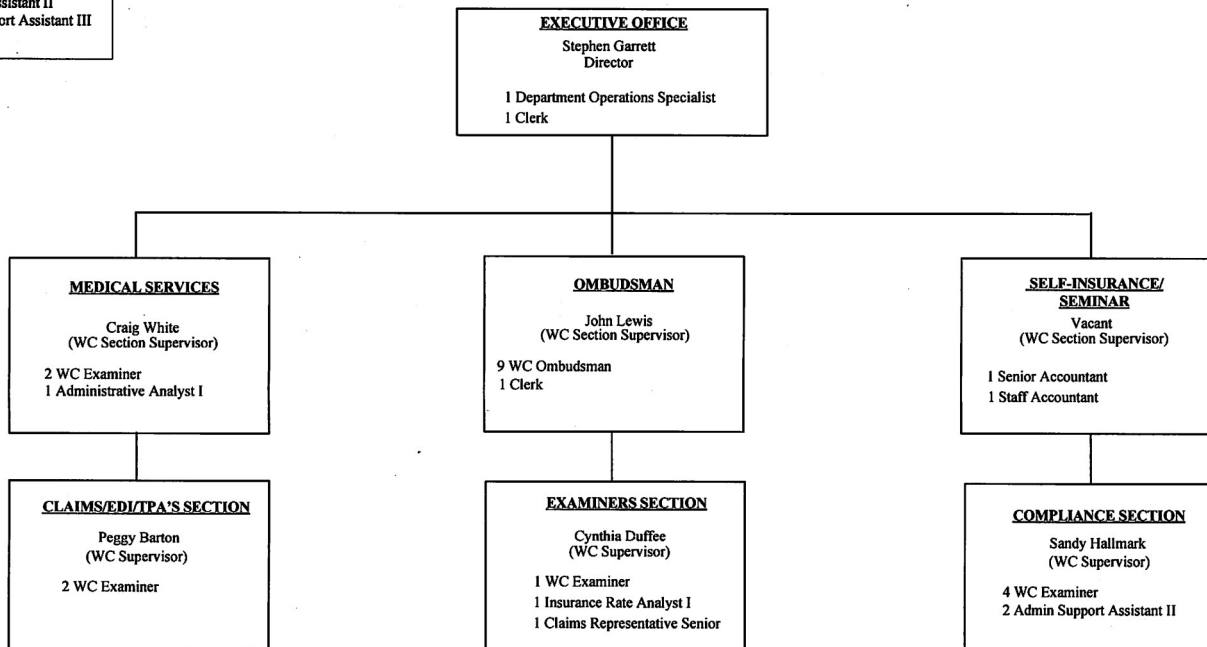 Assistant III
EXECUTIVE OFFICE
Stephen Garrett
Director
1 Department Operations Specialist
1 Clerk
MEDICAL SERVICES
Craig White
(WC Section Supervisor)
2 WC Examiner
1 Administrative Analyst I
OMBUDSMAN
John Lewis
(WC Section Supervisor)
9 WC Ombudsman
1 Clerk
SELF-INSURANCE/
SEMINAR
Vacant
(WC Section Supervisor)
1 Senior Accountant
1 Staff Accountant
CLAIMS/EDI/TPA'S SECTION
Peggy Barton
(WC Supervisor)
2 WC Examiner
EXAMINERS SECTION
Cynthia Duffee
(WC Supervisor)
1 WC Examiner
1 Insurance Rate Analyst I
1 Claims Representative Senior
COMPLIANCE SECTION
Sandy Hallmark
(WC Supervisor)
4 WC Examiner
2 Admin Support Assistant II